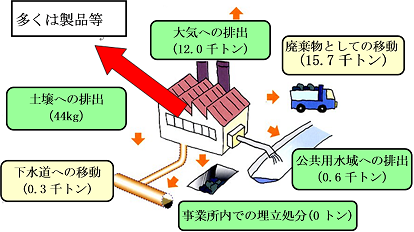 多くは製品等
大気への排出
(12.0千トン)
廃棄物としての移動
(15.7千トン)
土壌への排出
(44kg)
公共用水域への排出
(0.6千トン)
下水道への移動
(0.3千トン)
事業所内での埋立処分(0トン)